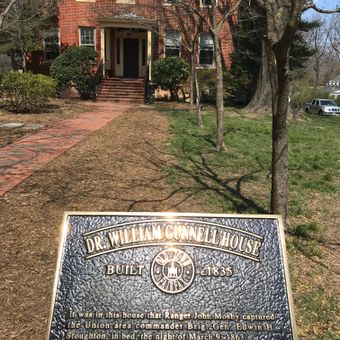 DR. WILLIAM GUNNELL HOUSE
BUILT c.1835
It was in this house that Ranger John Mosby captured
the Union area commander Brig. Gen. Edwin H.
Stoughton, in bed, the night of March 9, 1863.